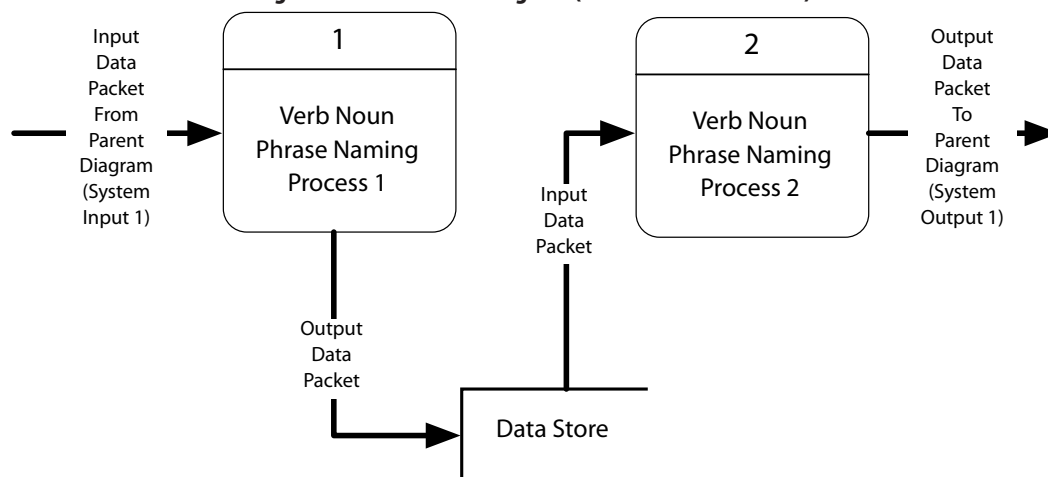 Input
Data
Packet
From
Parent
Diagram
(System
Input 1)
1
Verb Noun
Phrase Naming
Process 1
Output
Data
Packet
Data Store
Input
Data
Packet
2
Verb Noun
Phrase Naming
Process 2
Output
Data
Packet
To
Parent
Diagram
(System
Output 1)